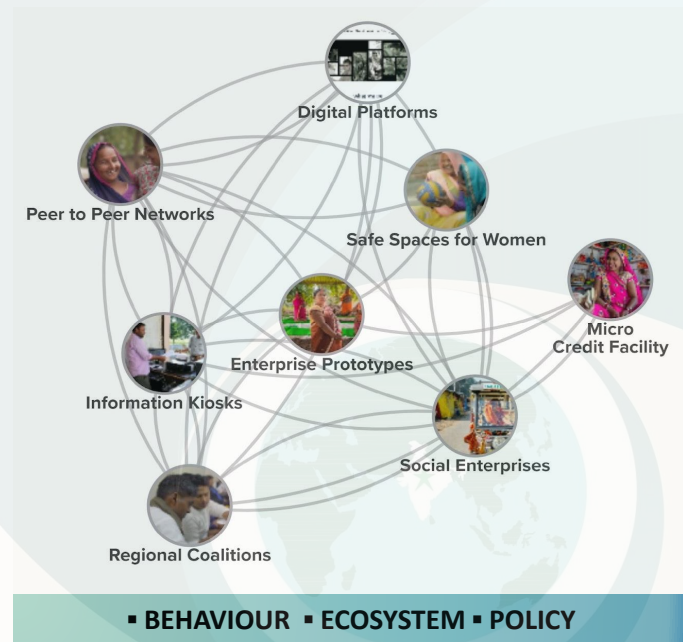 Digital Platforms
Peer to Peer Networks
Safe Spaces for Women
Micro
Credit Facility
Enterprise Prototypes
Information Kiosks
Social Enterprises
Regional Coalitions
▪ BEHAVIOUR ▪ ECOSYSTEM ▪ POLICY